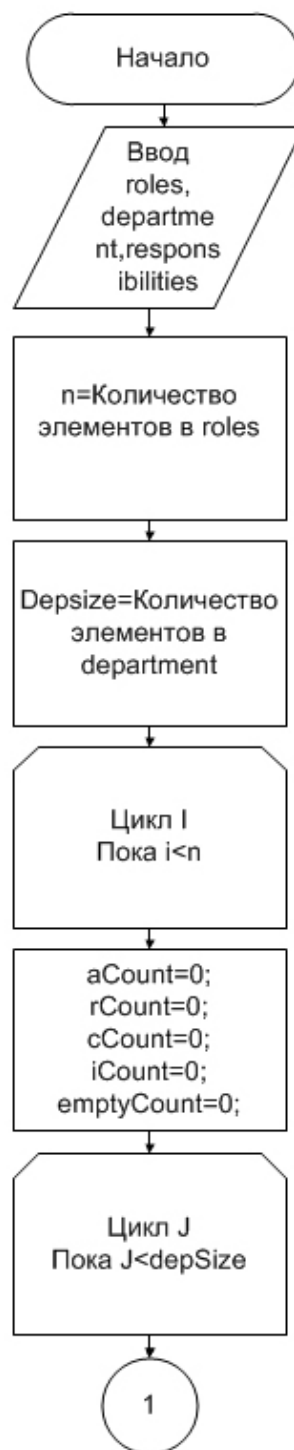 Начало
Ввод
roles,
departme
nt,respons
ibilities
n=Количество
элементов в roles
Depsize=Количество
элементов в
department
Цикл I
Пока i<n
aCount=0;
rCount=0;
cCount=0;
iCount=0;
emptyCount=0;
Цикл J
Пока J<depSize
1